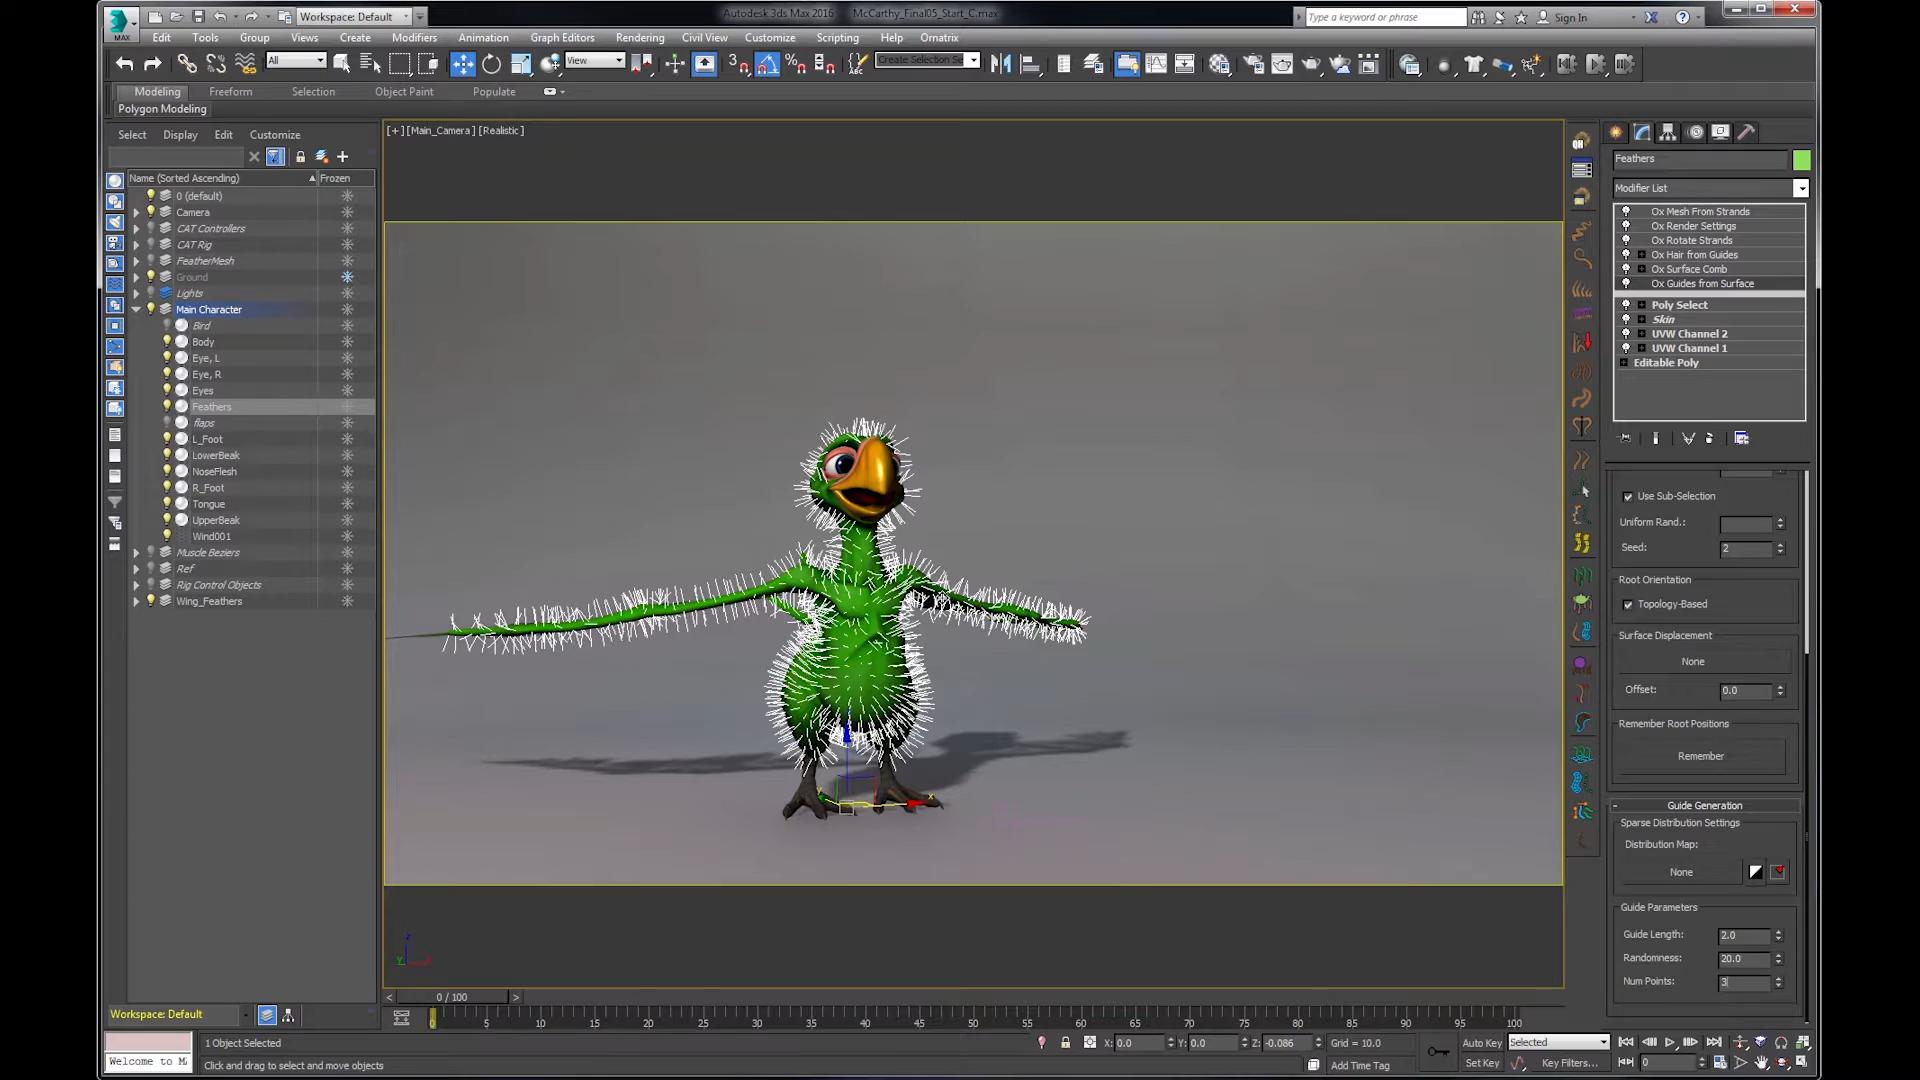 MAX
Workspace: Default
Autodesk 3ds Max 2016 McCarthy_Final05_Start_C.max
Type a keyword or phrase
Sign In
Edit Tools Group Views Create Modifiers Animation Graph Editors Rendering Civil View Customize Scripting Help Ornatrix
All
View
Create Selection Se
Modeling Freeform Selection Object Paint Populate
Polygon Modeling
Select Display Edit Customize
[+] [Main_Camera] [Realistic]
Name (Sorted Ascending) Frozen
0 (default)
Camera
CAT Controllers
CAT Rig
FeatherMesh
Ground
Lights
Main Character
Bird
Body
Eye, L
Eye, R
Eyes
Feathers
flaps
L_Foot
LowerBeak
NoseFlesh
R_Foot
Tongue
UpperBeak
Wind001
Muscle Beziers
Ref
Rig Control Objects
Wing_Feathers
QH
Feathers
Modifier List
Ox Mesh From Strands
Ox Render Settings
Ox Rotate Strands
Ox Hair from Guides
Ox Surface Comb
Ox Guides from Surface
Poly Select
Skin
UVW Channel 2
UVW Channel 1
Editable Poly
Use Sub-Selection
Uniform Rand.:
Seed: 2
Root Orientation
Topology-Based
Surface Displacement
None
Offset: 0.0
Remember Root Positions
Remember
Guide Generation
Sparse Distribution Settings
Distribution Map:
None
Guide Parameters
Guide Length: 2.0
Randomness: 20.0
Num Points: 3
x
z
Y
< 0 / 100 >
Workspace: Default
0 5 10 15 20 25 30 35 40 45 50 55 60 65 70 75 80 85 90 95 100
1 Object Selected
X: 0.0 Y: 0.0 Z: -0.086 Grid = 10.0
Auto Key Selected
Welcome to MA
Click and drag to select and move objects
Add Time Tag
Set Key Key Filters... 0